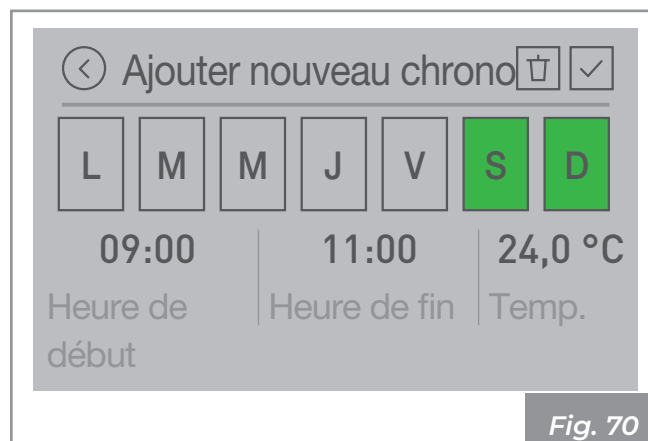 Ajouter nouveau chrono
L M M J V S D
09:00 11:00 24,0 °C
Heure de Heure de fin Temp.
début
Fig. 70